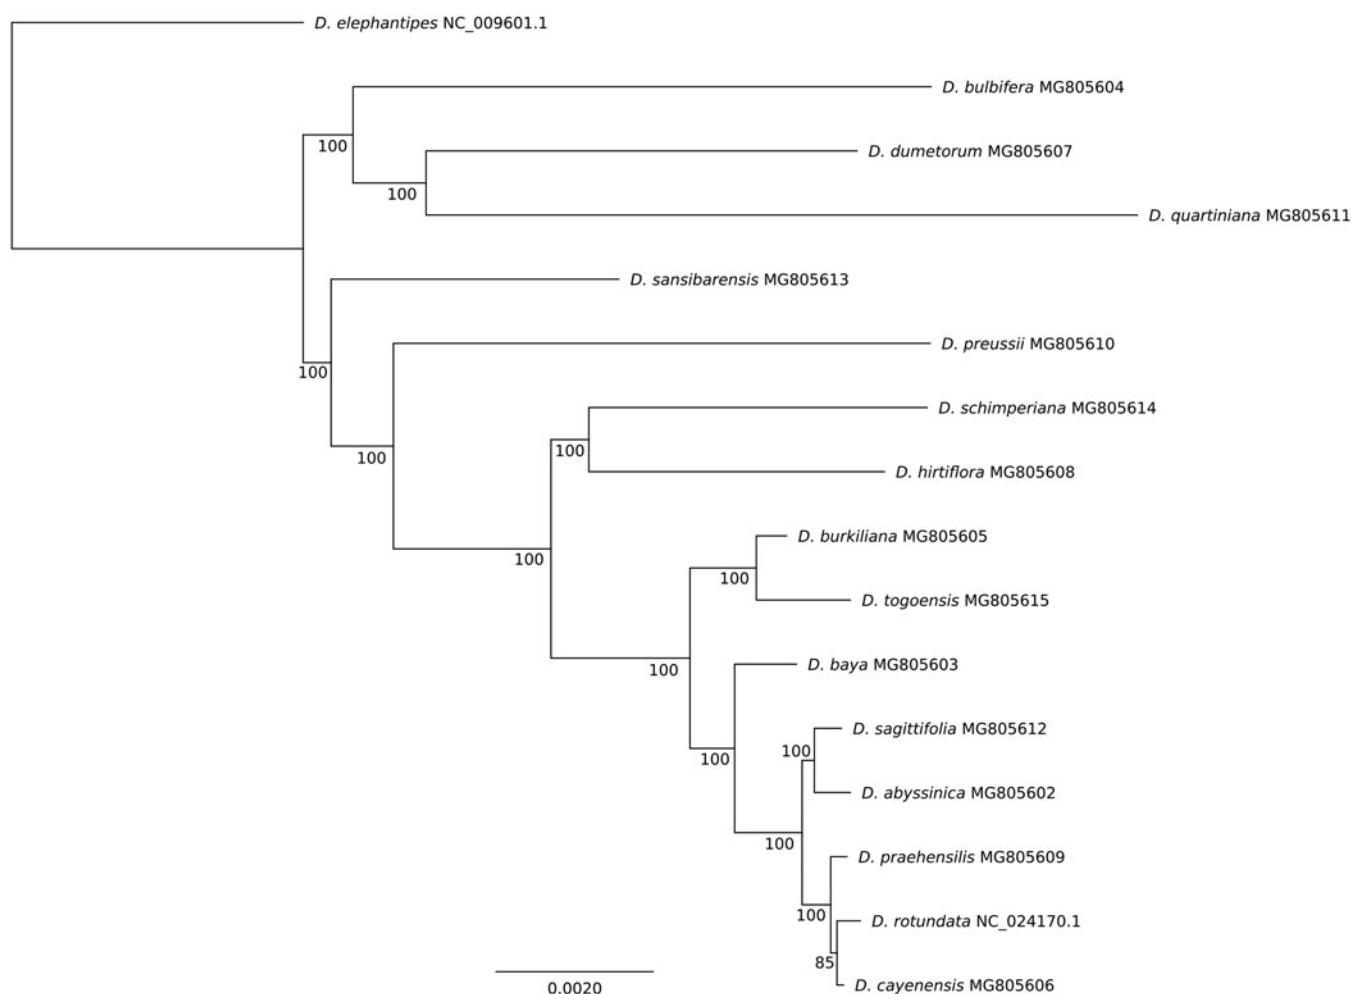 D. elephantipes NC_009601.1
D. bulbifera MG805604
100
D. dumetorum MG805607
100
D. quartiniana MG805611
D. sansibarensis MG805613
D. preussii MG805610
100
D. schimperiana MG805614
100
100
D. hirtiflora MG805608
D. burkiliana MG805605
100
100
D. togoensis MG805615
D. baya MG805603
100
D. sagittifolia MG805612
100
100
D. abyssinica MG805602
100
D. praehensilis MG805609
100
D. rotundata NC_024170.1
85
D. cayenensis MG805606
0.0020